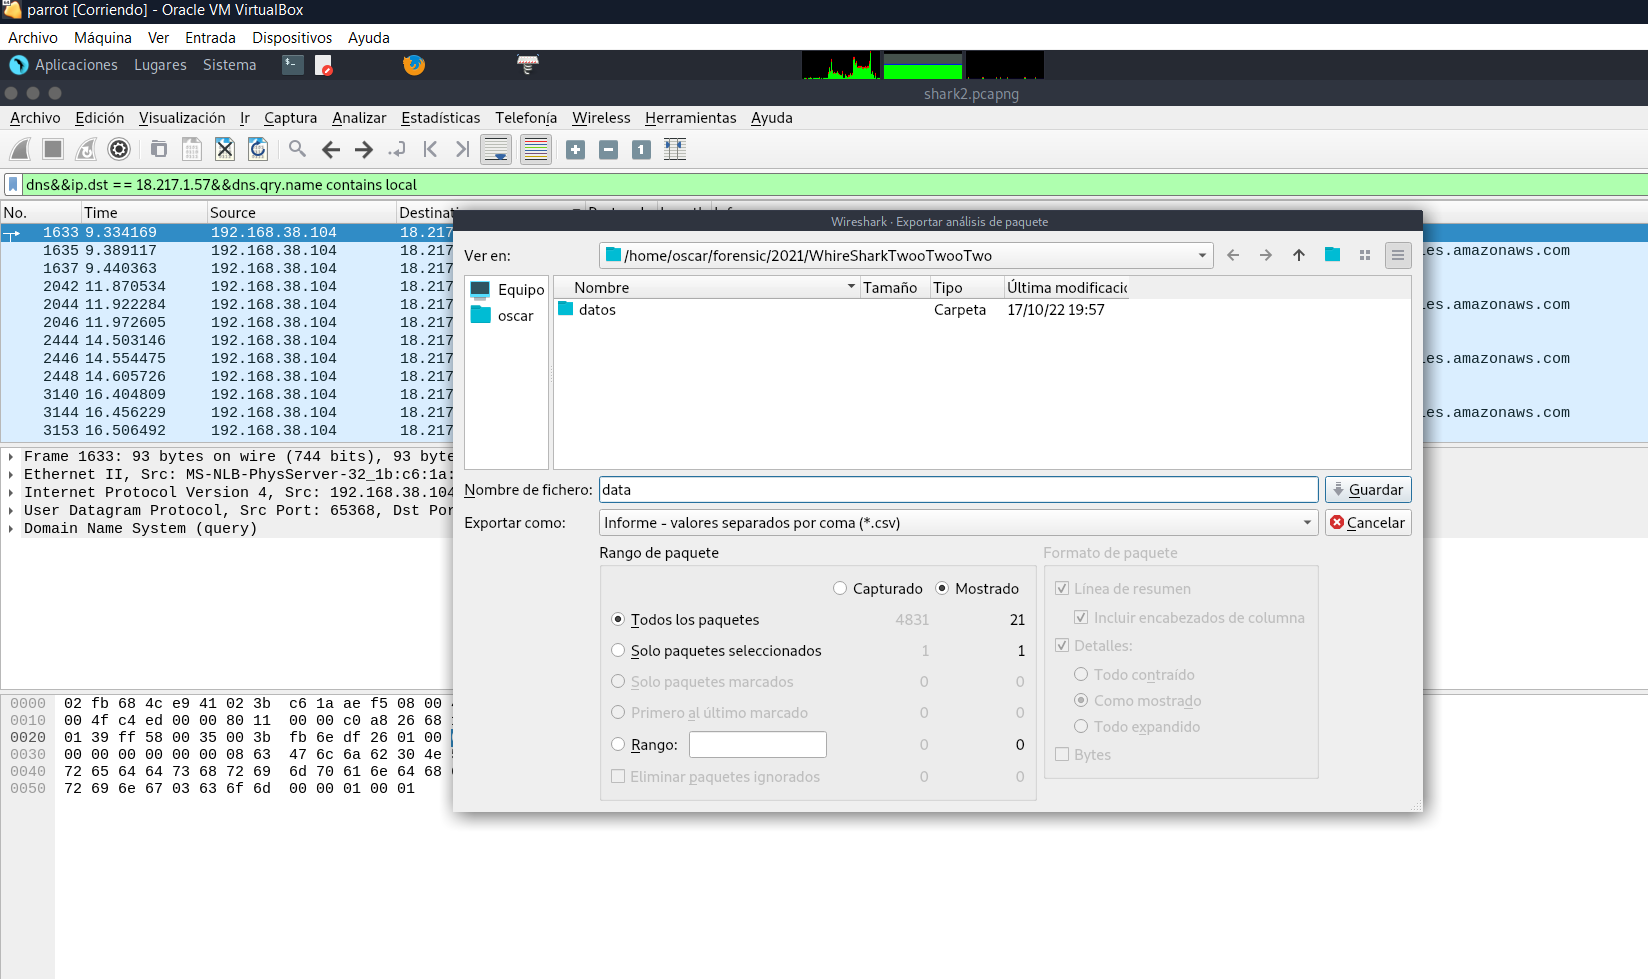 parrot [Corriendo] - Oracle VM VirtualBox
Archivo Máquina Ver Entrada Dispositivos Ayuda
Aplicaciones Lugares Sistema
shark2.pcapng
Archivo Edición Visualización Ir Captura Analizar Estadísticas Telefonía Wireless Herramientas Ayuda
dns&&ip.dst == 18.217.1.57&&dns.qry.name contains local
No. Time Source Destinati
1633 9.334169 192.168.38.104 18.217
1635 9.389117 192.168.38.104 18.217 es.amazonaws.com
1637 9.440363 192.168.38.104 18.217
2042 11.870534 192.168.38.104 18.217
2044 11.922284 192.168.38.104 18.217 es.amazonaws.com
2046 11.972605 192.168.38.104 18.217
2444 14.503146 192.168.38.104 18.217
2446 14.554475 192.168.38.104 18.217 es.amazonaws.com
2448 14.605726 192.168.38.104 18.217
3140 16.404809 192.168.38.104 18.217
3144 16.456229 192.168.38.104 18.217 es.amazonaws.com
3153 16.506492 192.168.38.104 18.217
Frame 1633: 93 bytes on wire (744 bits), 93 byte
Ethernet II, Src: MS-NLB-PhysServer-32_1b:c6:1a:
Internet Protocol Version 4, Src: 192.168.38.104
User Datagram Protocol, Src Port: 65368, Dst Por
Domain Name System (query)
0000 02 fb 68 4c e9 41 02 3b c6 1a ae f5 08 00
0010 00 4f c4 ed 00 00 80 11 00 00 c0 a8 26 68
0020 01 39 ff 58 00 35 00 3b fb 6e df 26 01 00
0030 00 00 00 00 00 00 08 63 47 6c 6a 62 30 4e
0040 72 65 64 64 73 68 72 69 6d 70 61 6e 64 68
0050 72 69 6e 67 03 63 6f 6d 00 00 01 00 01
Wireshark · Exportar análisis de paquete
Ver en: /home/oscar/forensic/2021/WhireSharkTwooTwooTwo
Equipo
oscar
Nombre Tamaño Tipo Última modificació
datos Carpeta 17/10/22 19:57
Nombre de fichero: data Guardar
Exportar como: Informe - valores separados por coma (*.csv) Cancelar
Rango de paquete
Capturado Mostrado
Todos los paquetes 4831 21
Solo paquetes seleccionados 1 1
Solo paquetes marcados 0 0
Primero al último marcado 0 0
Rango: 0 0
Eliminar paquetes ignorados 0 0
Formato de paquete
Línea de resumen
Incluir encabezados de columna
Detalles:
Todo contraído
Como mostrado
Todo expandido
Bytes